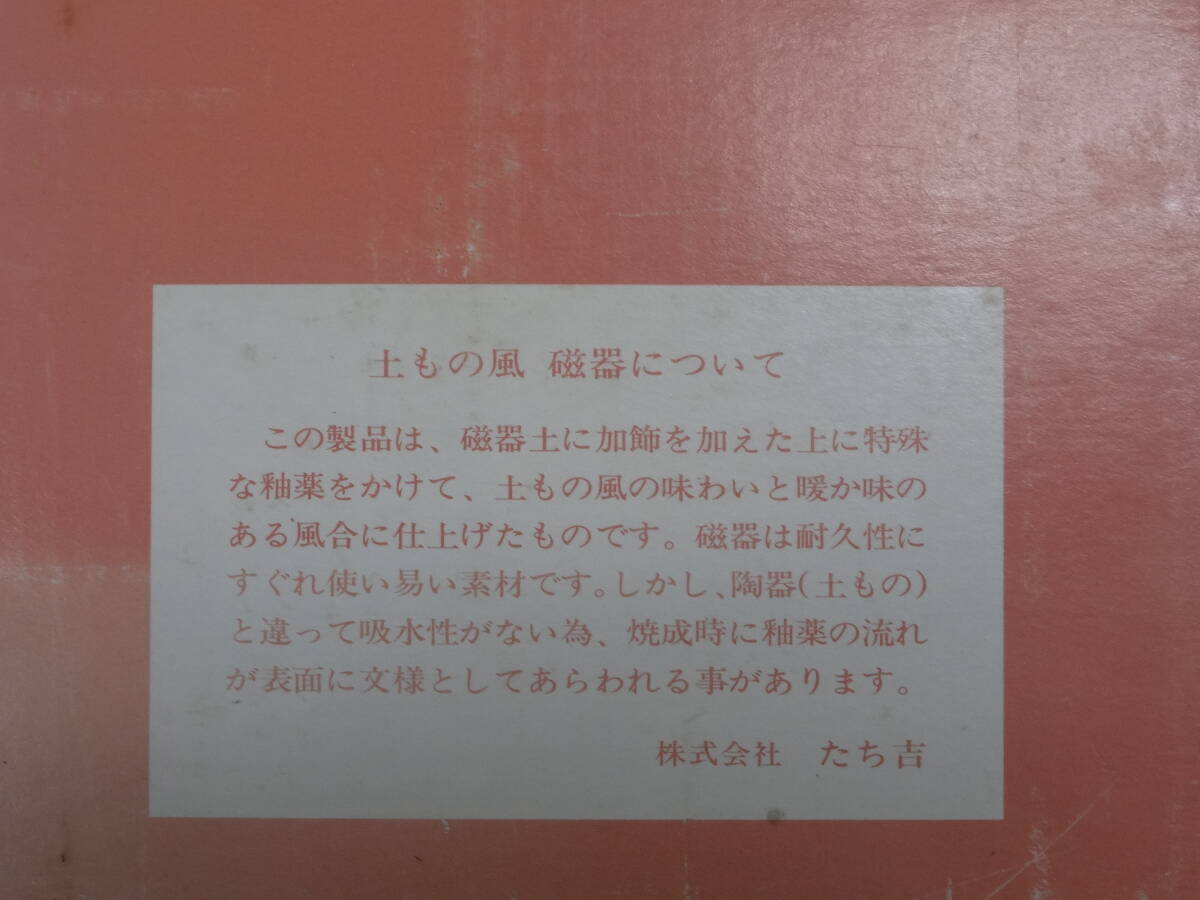 土もの風 磁器について
この製品は、磁器土に加飾を加えた上に特殊
な釉薬をかけて、土もの風の味わいと暖か味の
ある風合に仕上げたものです。磁器は耐久性に
すぐれ使い易い素材です。しかし、陶器(土もの)
と違って吸水性がない為、焼成時に釉薬の流れ
が表面に文様としてあらわれる事があります。
株式会社 たち吉